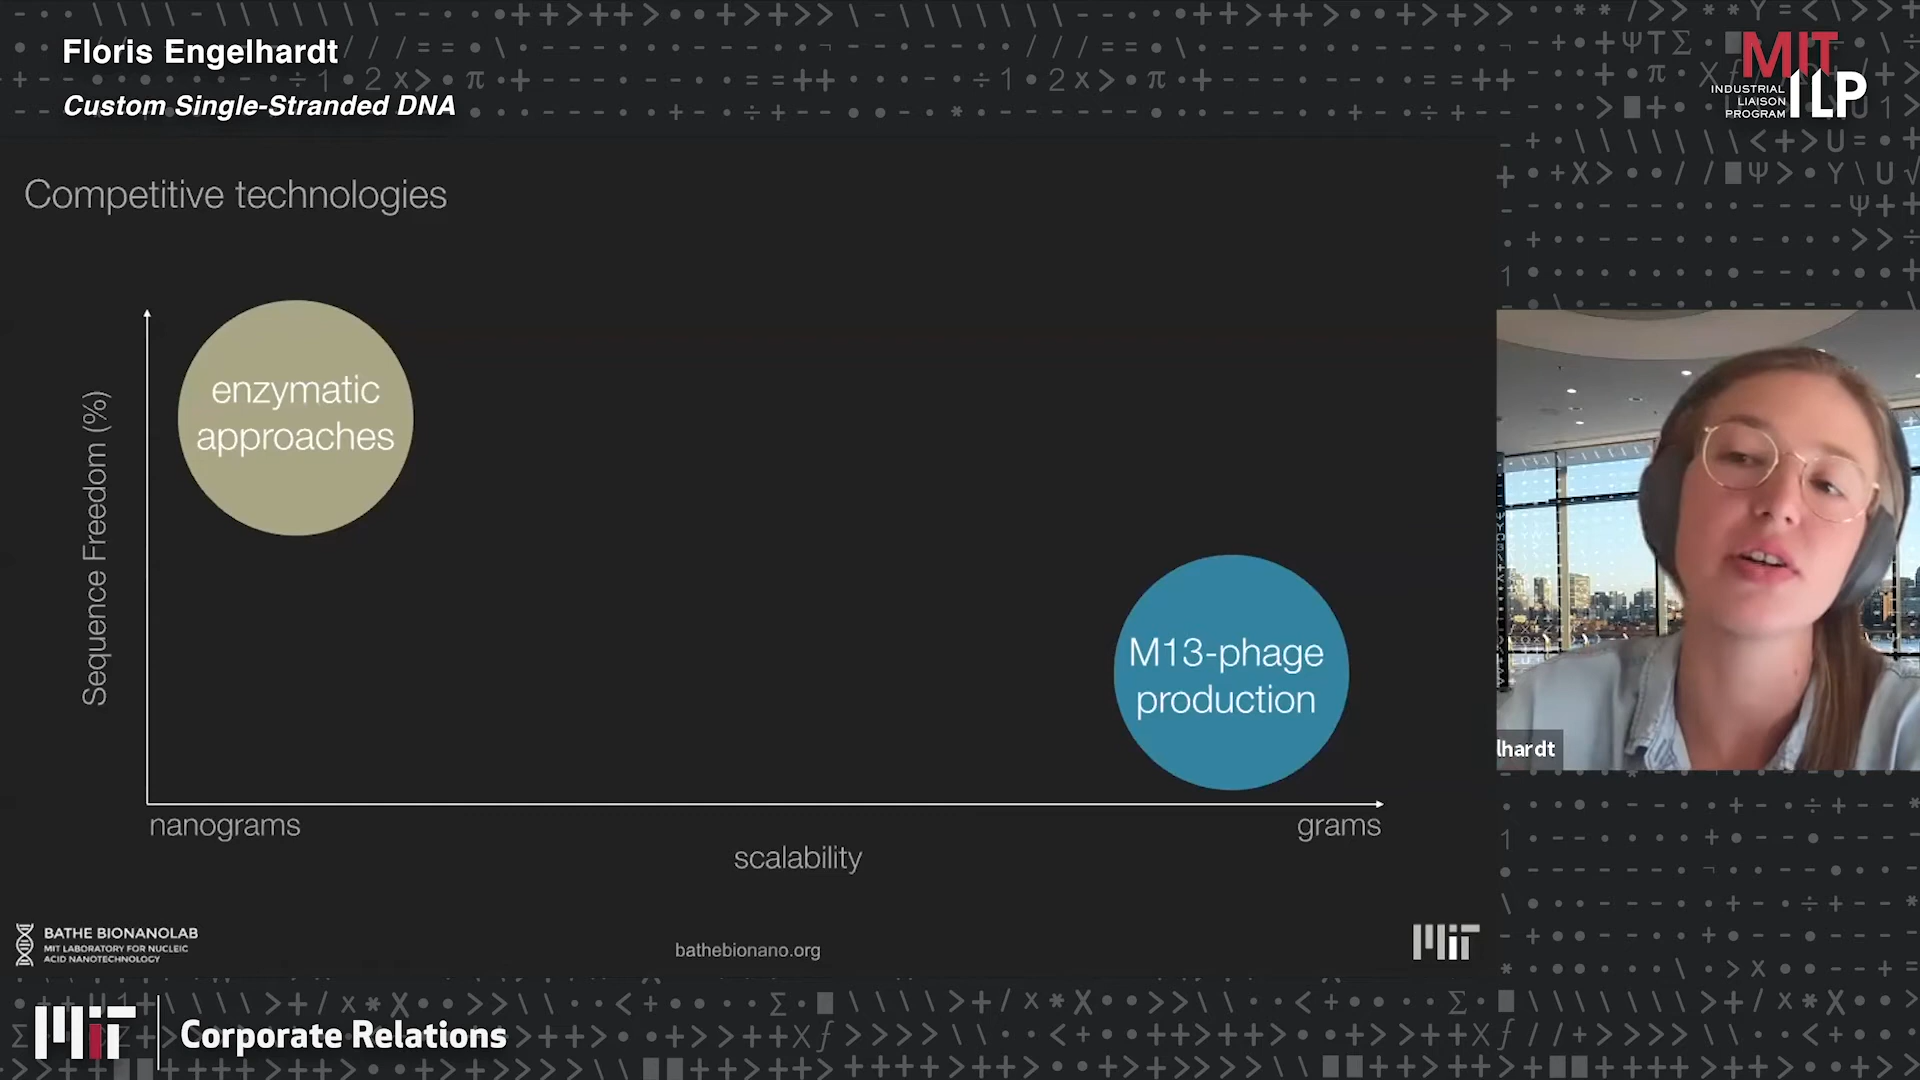 Floris Engelhardt
Custom Single-Stranded DNA
MIT
INDUSTRIAL
LIAISON
PROGRAM
ILP
Competitive technologies
Sequence Freedom (%)
enzymatic
approaches
M13-phage
production
nanograms
grams
scalability
lhardt
BATHE BIONANOLAB
MIT LABORATORY FOR NUCLEIC
ACID NANOTECHNOLOGY
bathebionano.org
MIT
MIT
Corporate Relations